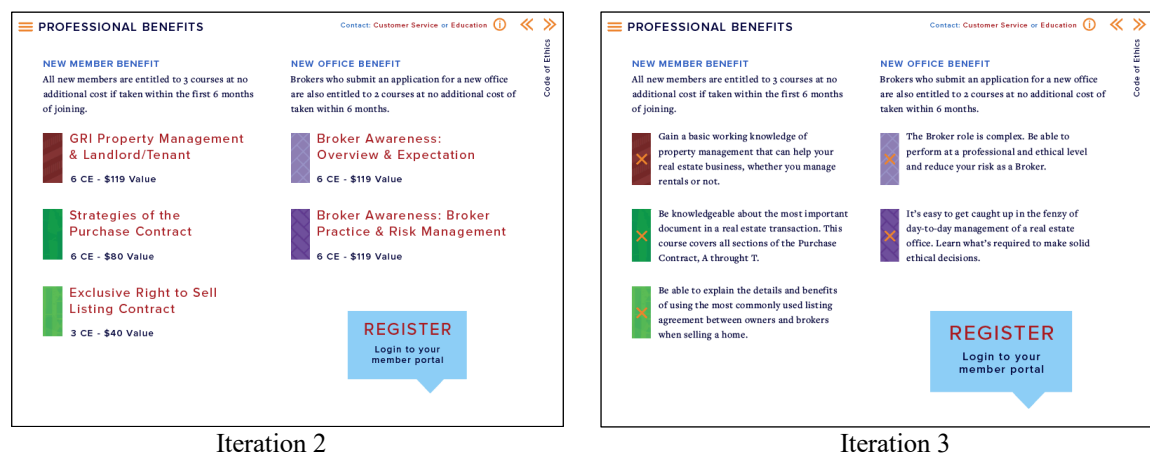 PROFESSIONAL BENEFITS
Contact: Customer Service or Education
Code of Ethics
NEW MEMBER BENEFIT
All new members are entitled to 3 courses at no
additional cost if taken within the first 6 months
of joining.
GRI Property Management
& Landlord/Tenant
6 CE - $119 Value
Strategies of the
Purchase Contract
6 CE - $80 Value
Exclusive Right to Sell
Listing Contract
3 CE - $40 Value
NEW OFFICE BENEFIT
Brokers who submit an application for a new office
are also entitled to 2 courses at no additional cost of
taken within 6 months.
Broker Awareness:
Overview & Expectation
6 CE - $119 Value
Broker Awareness: Broker
Practice & Risk Management
6 CE - $119 Value
REGISTER
Login to your
member portal
Iteration 2
PROFESSIONAL BENEFITS
Contact: Customer Service or Education
Code of Ethics
NEW MEMBER BENEFIT
All new members are entitled to 3 courses at no
additional cost if taken within the first 6 months
of joining.
Gain a basic working knowledge of
property management that can help your
real estate business, whether you manage
rentals or not.
Be knowledgeable about the most important
document in a real estate transaction. This
course covers all sections of the Purchase
Contract, A throught T.
Be able to explain the details and benefits
of using the most commonly used listing
agreement between owners and brokers
when selling a home.
NEW OFFICE BENEFIT
Brokers who submit an application for a new office
are also entitled to 2 courses at no additional cost of
taken within 6 months.
The Broker role is complex. Be able to
perform at a professional and ethical level
and reduce your risk as a Broker.
It's easy to get caught up in the fenzy of
day-to-day management of a real estate
office. Learn what's required to make solid
ethical decisions.
REGISTER
Login to your
member portal
Iteration 3